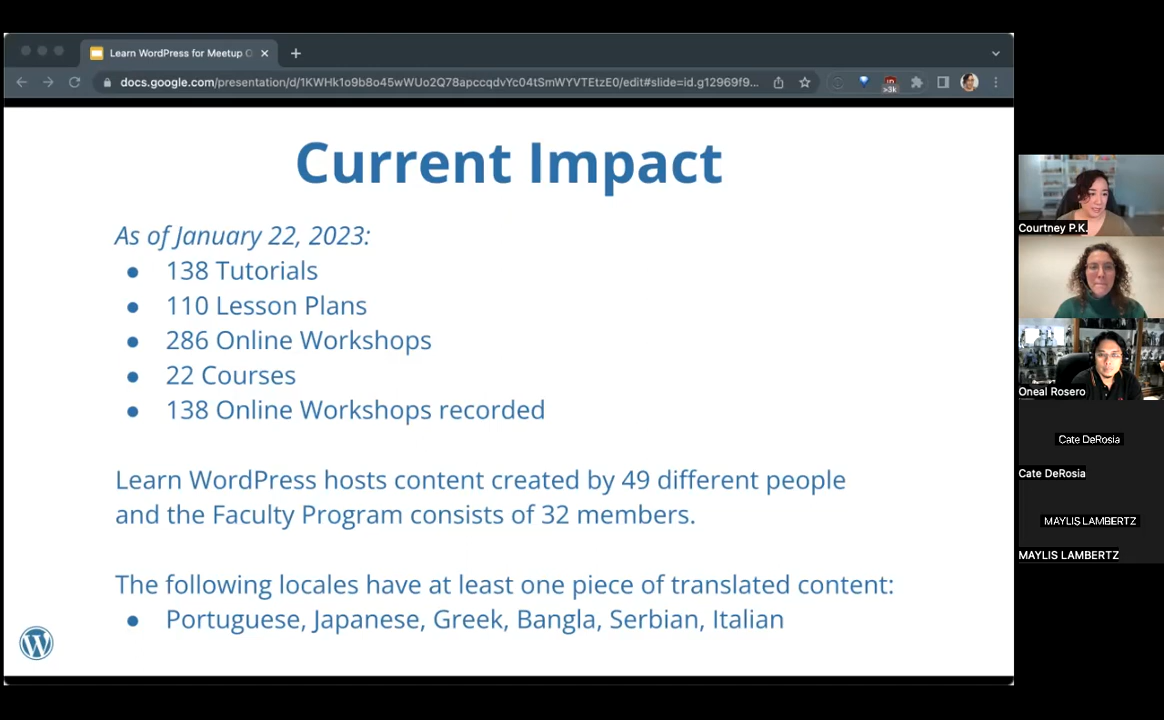 Learn WordPress for Meetup O
docs.google.com/presentation/d/1KWHk1o9b8o45wWUo2Q78apccqdvYc04tSmWYVTEtzE0/edit#slide=id.g12969f9...
>3k
Current Impact
As of January 22, 2023:
● 138 Tutorials
● 110 Lesson Plans
● 286 Online Workshops
● 22 Courses
● 138 Online Workshops recorded
Learn WordPress hosts content created by 49 different people
and the Faculty Program consists of 32 members.
The following locales have at least one piece of translated content:
● Portuguese, Japanese, Greek, Bangla, Serbian, Italian
Courtney P.K.
Oneal Rosero
Cate DeRosia
Cate DeRosia
MAYLIS LAMBERTZ
MAYLIS LAMBERTZ